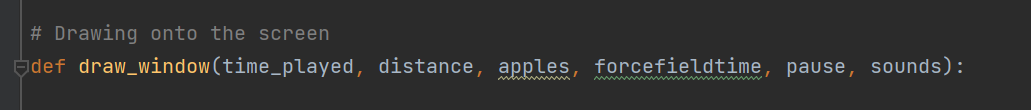 # Drawing onto the screen
def draw_window(time_played, distance, apples, forcefieldtime, pause, sounds):